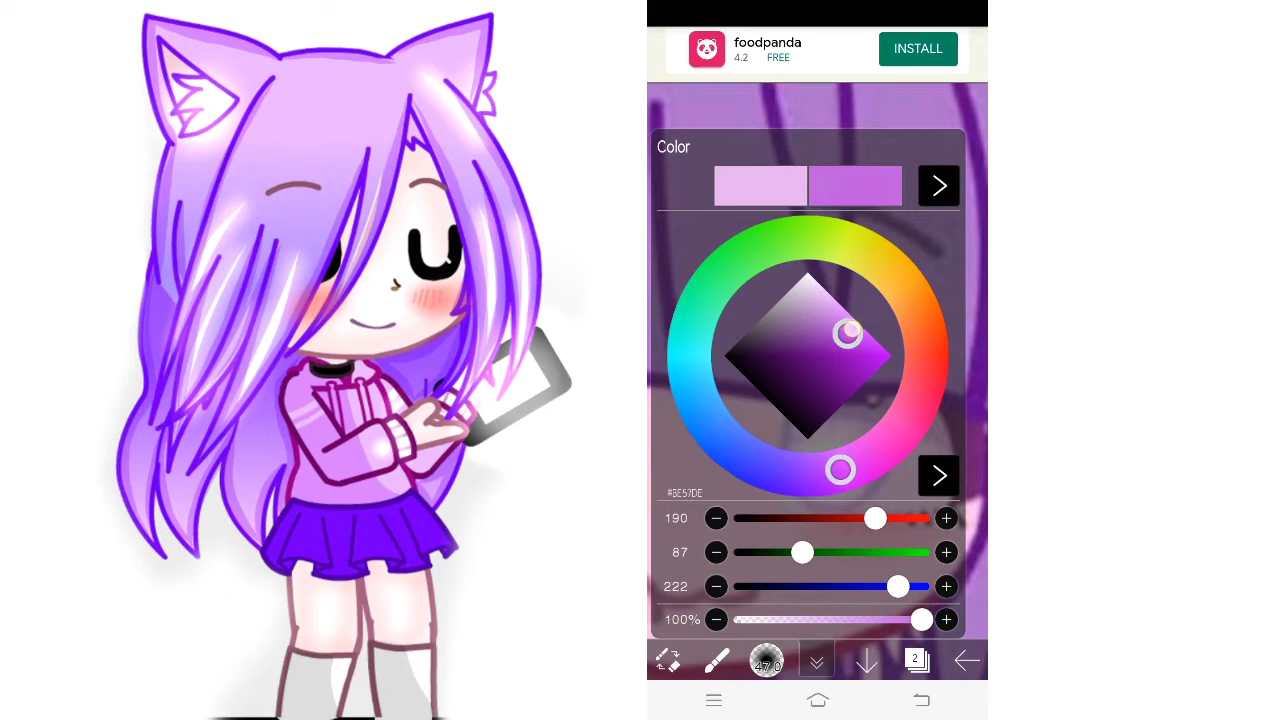 foodpanda
INSTALL
4.2 FREE
Color
#BE57DE
190
87
222
100%
47.0
2